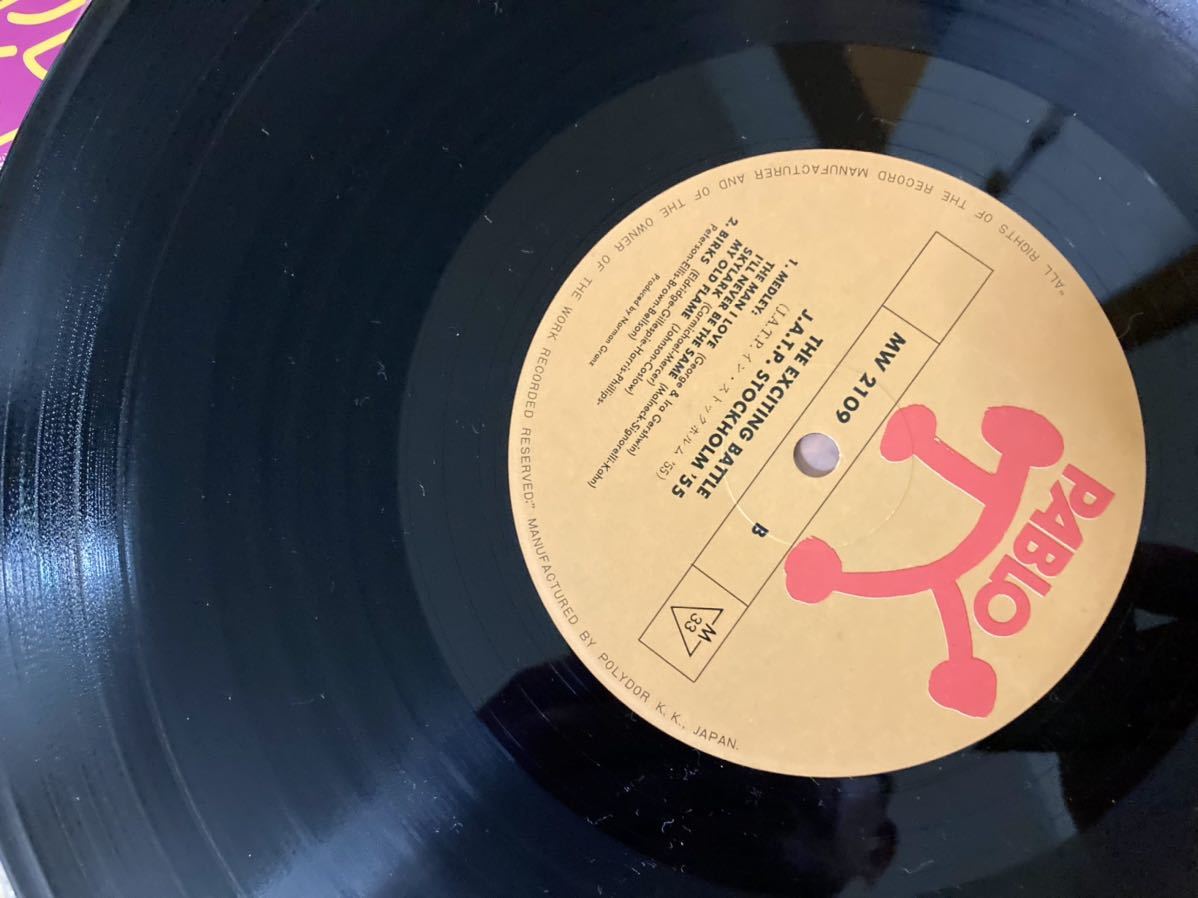 PABLO
MW 2109
B
M
33
THE EXCITING BATTLE
J.A.T.P. STOCKHOLM '55
(J.A.T.P. イン・ストックホルム '55)
1. MEDLEY:
THE MAN I LOVE (George & Ira Gershwin)
I'LL NEVER BE THE SAME (Malneck-Signorelli-Kahn)
SKYLARK (Carmichael-Mercer)
MY OLD FLAME (Johnson-Coslow)
2. BIRKS (Eldridge-Gillespie-Harris-Phillips-
Peterson-Ellis-Brown-Bellson)
Produced by Norman Granz
"ALL RIGHTS OF THE RECORD MANUFACTURER AND OF THE OWNER OF THE WORK RECORDED RESERVED;" MANUFACTURED BY POLYDOR K.K., JAPAN.